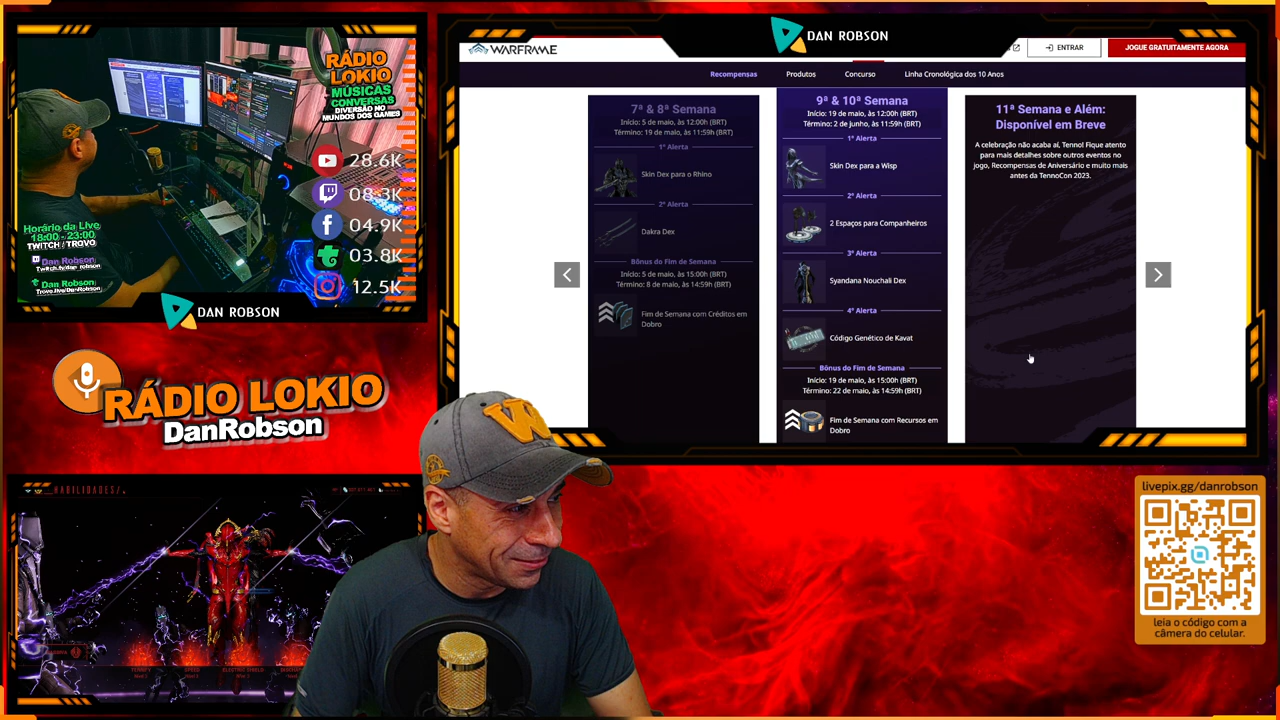 RÁDIO
LOKIO
MÚSICAS
CONVERSAS
DIVERSÃO NO
MUNDOS DOS GAMES
28.6K
08.3K
04.9K
03.8K
12.5K
Horário da Live
18:00 - 23:00
TWITCH / TROVO
Dan Robson
Twitch.tv/dan_robson
Dan Robson
Trovo.live/DanRobson
DAN ROBSON
RÁDIO LOKIO
DanRobson
HABILIDADES/.
W
DAN ROBSON
WARFRAME
ENTRAR
JOGUE GRATUITAMENTE AGORA
Recompensas
Produtos
Concurso
Linha Cronológica dos 10 Anos
7ª & 8ª Semana
Início: 5 de maio, às 12:00h (BRT)
Término: 19 de maio, às 11:59h (BRT)
1º Alerta
Skin Dex para o Rhino
2º Alerta
Dakra Dex
Bônus do Fim de Semana
Início: 5 de maio, às 15:00h (BRT)
Término: 8 de maio, às 14:59h (BRT)
Fim de Semana com Créditos em
Dobro
9ª & 10ª Semana
Início: 19 de maio, às 12:00h (BRT)
Término: 2 de junho, às 11:59h (BRT)
1º Alerta
Skin Dex para a Wisp
2º Alerta
2 Espaços para Companheiros
3º Alerta
Syandana Nouchali Dex
4º Alerta
Código Genético de Kavat
Bônus do Fim de Semana
Início: 19 de maio, às 15:00h (BRT)
Término: 22 de maio, às 14:59h (BRT)
Fim de Semana com Recursos em
Dobro
11ª Semana e Além:
Disponível em Breve
A celebração não acaba aí, Tenno! Fique atento
para mais detalhes sobre outros eventos no
jogo, Recompensas de Aniversário e muito mais
antes da TennoCon 2023.
livepix.gg/danrobson
leia o código com a
câmera do celular.